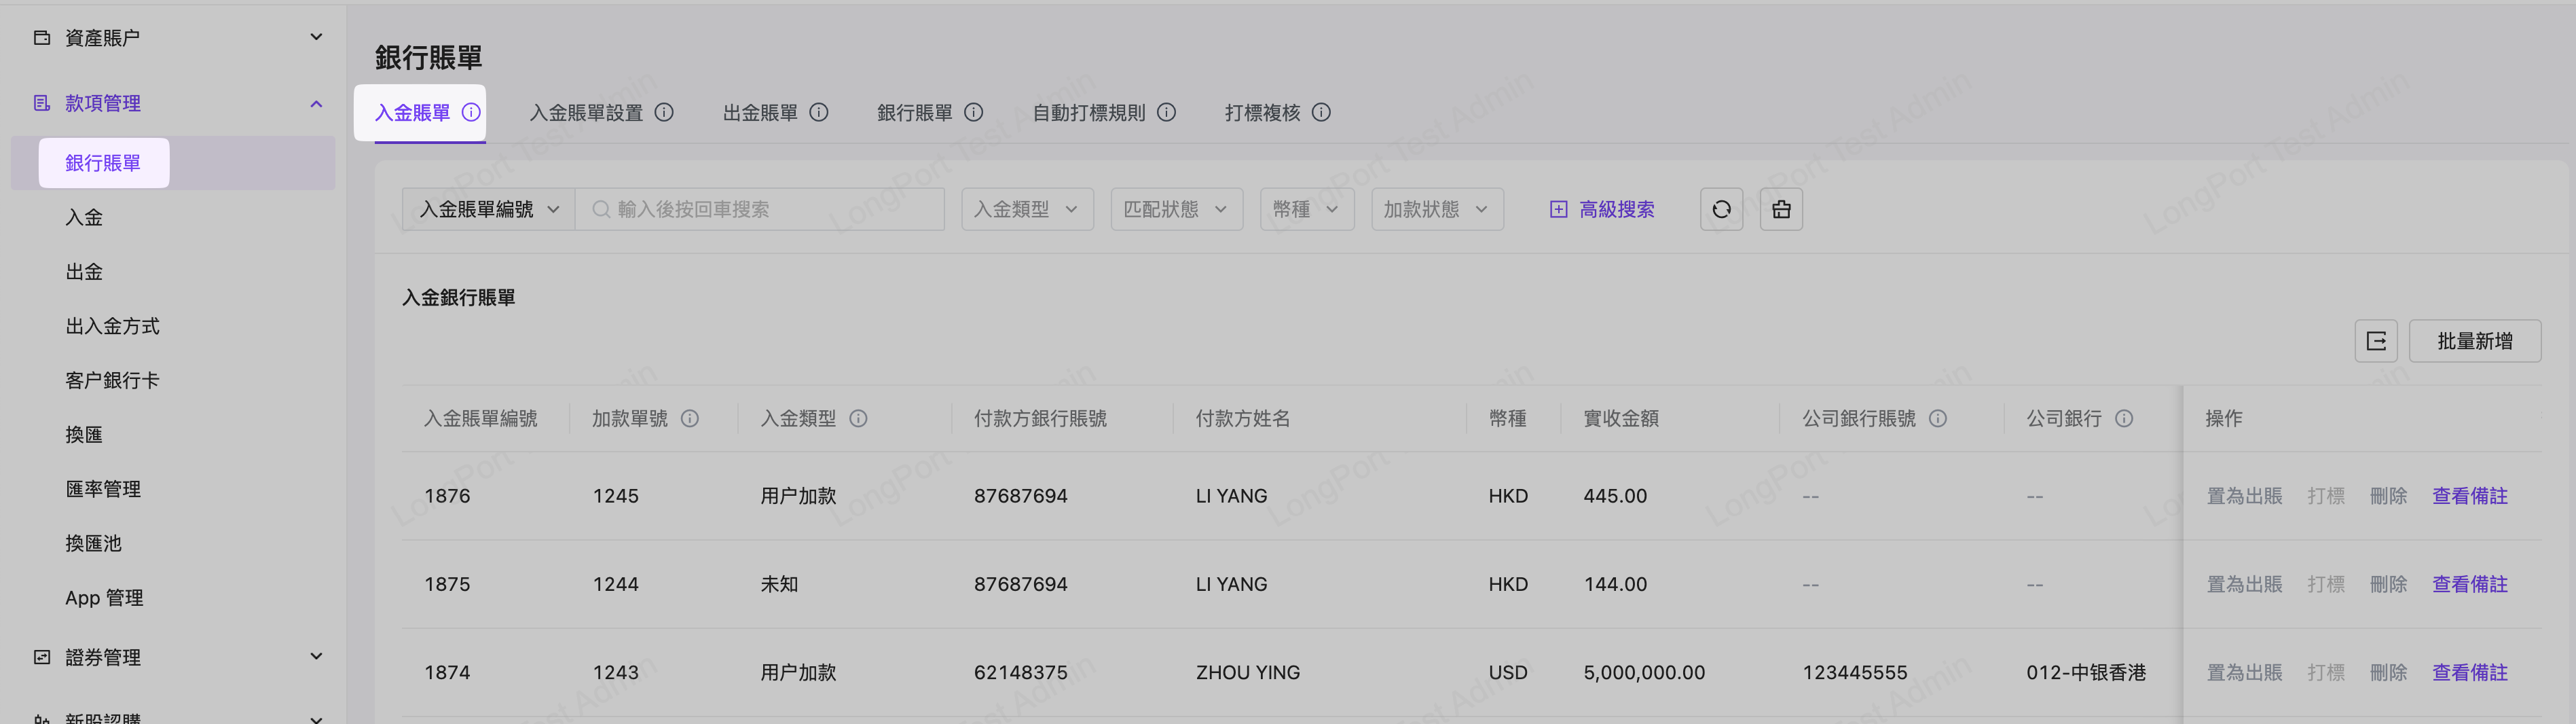 資產賬户
款項管理
銀行賬單
入金
出金
出入金方式
客户銀行卡
換匯
匯率管理
換匯池
App 管理
證券管理
新股認購
銀行賬單
入金賬單 入金賬單設置 出金賬單 銀行賬單 自動打標規則 打標複核
入金賬單編號 輸入後按回車搜索 入金類型 匹配狀態 幣種 加款狀態 高級搜索
入金銀行賬單
批量新增
入金賬單編號 加款單號 入金類型 付款方銀行賬號 付款方姓名 幣種 實收金額 公司銀行賬號 公司銀行 操作
1876 1245 用户加款 87687694 LI YANG HKD 445.00 -- -- 置為出賬 打標 刪除 查看備註
1875 1244 未知 87687694 LI YANG HKD 144.00 -- -- 置為出賬 打標 刪除 查看備註
1874 1243 用户加款 62148375 ZHOU YING USD 5,000,000.00 123445555 012-中银香港 置為出賬 打標 刪除 查看備註
LongPort Test Admin